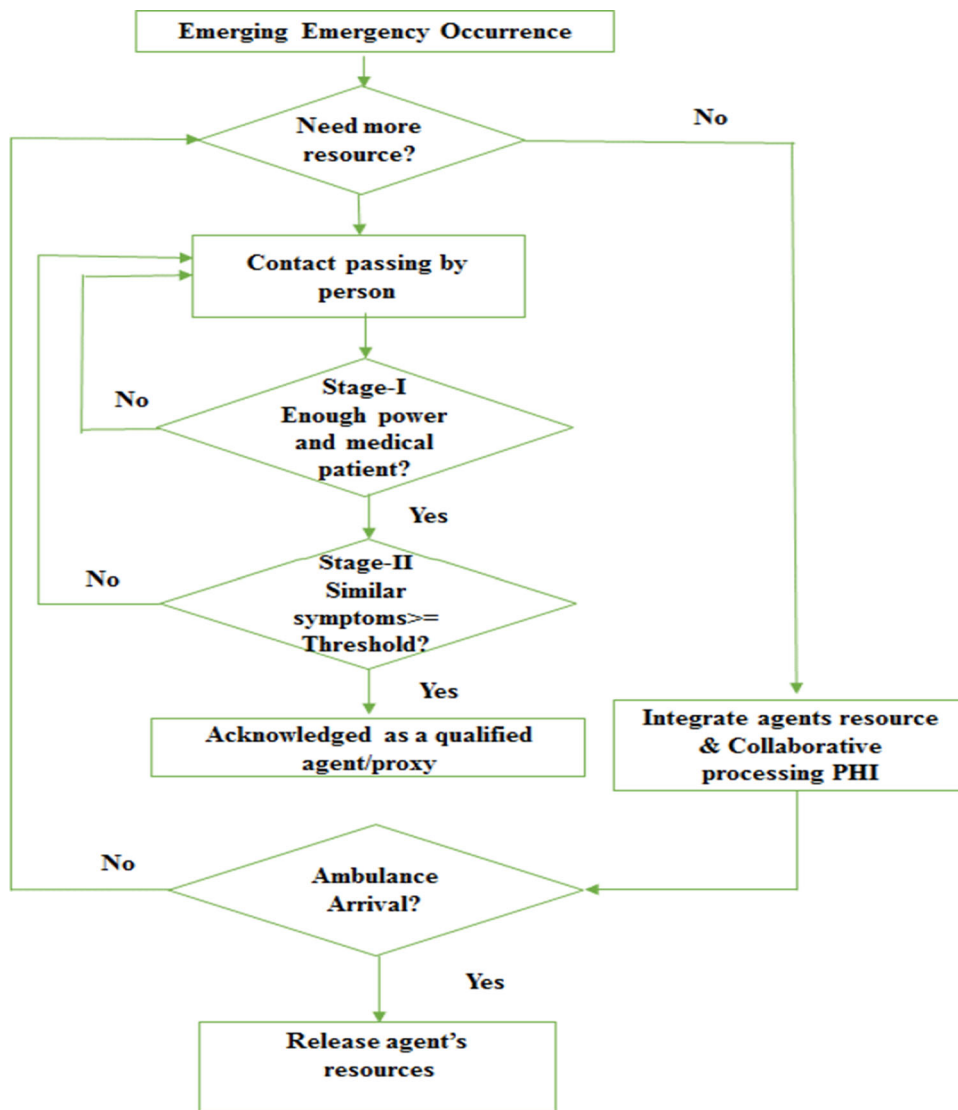 Emerging Emergency Occurrence
Need more
resource?
No
Contact passing by
person
Stage-I
Enough power
and medical
patient?
No
Yes
Stage-II
Similar
symptoms>=
Threshold?
No
Yes
Acknowledged as a qualified
agent/proxy
Integrate agents resource
& Collaborative
processing PHI
Ambulance
Arrival?
No
Yes
Release agent's
resources